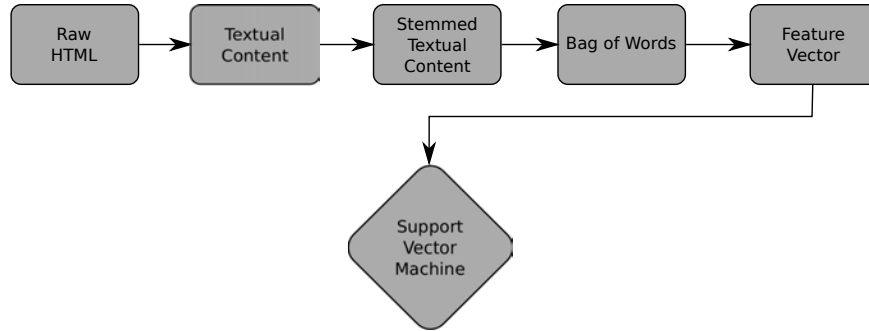 Raw
HTML
Textual
Content
Stemmed
Textual
Content
Bag of Words
Feature
Vector
Support
Vector
Machine